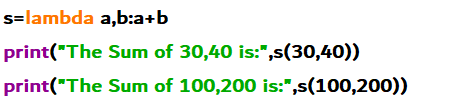 s=lambda a,b:a+b
print("The Sum of 30,40 is:",s(30,40))
print("The Sum of 100,200 is:",s(100,200))